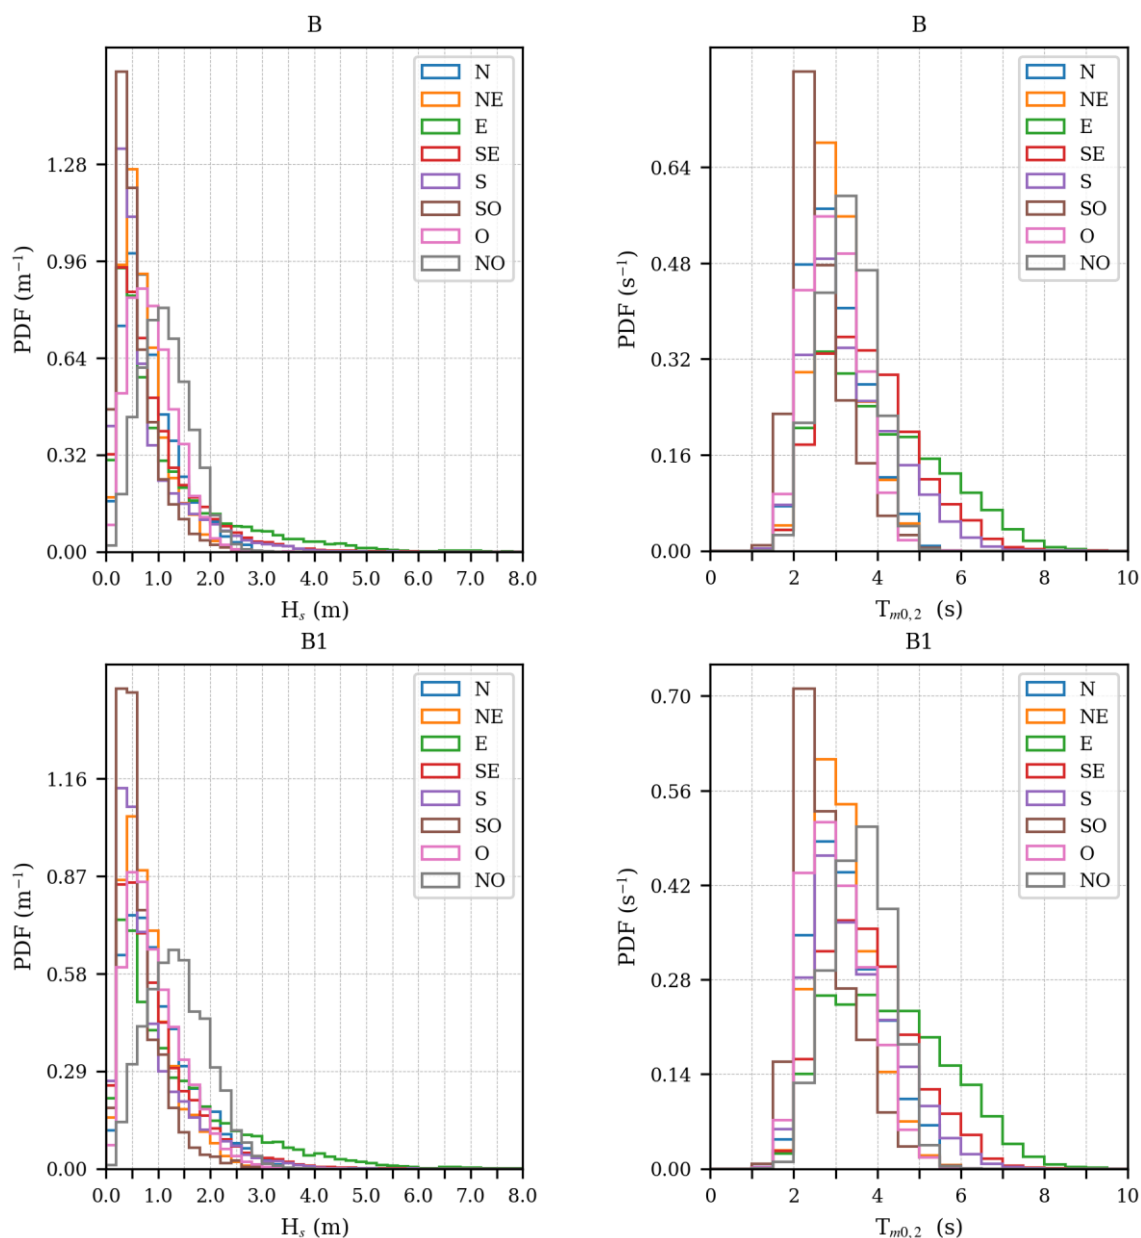 B
PDF (m⁻¹)
1.28
0.96
0.64
0.32
0.00
N
NE
E
SE
S
SO
O
NO
0.0 1.0 2.0 3.0 4.0 5.0 6.0 7.0 8.0
H_s (m)
B
PDF (s⁻¹)
0.64
0.48
0.32
0.16
0.00
N
NE
E
SE
S
SO
O
NO
0 2 4 6 8 10
T_m0,2 (s)
B1
PDF (m⁻¹)
1.16
0.87
0.58
0.29
0.00
N
NE
E
SE
S
SO
O
NO
0.0 1.0 2.0 3.0 4.0 5.0 6.0 7.0 8.0
H_s (m)
B1
PDF (s⁻¹)
0.70
0.56
0.42
0.28
0.14
0.00
N
NE
E
SE
S
SO
O
NO
0 2 4 6 8 10
T_m0,2 (s)